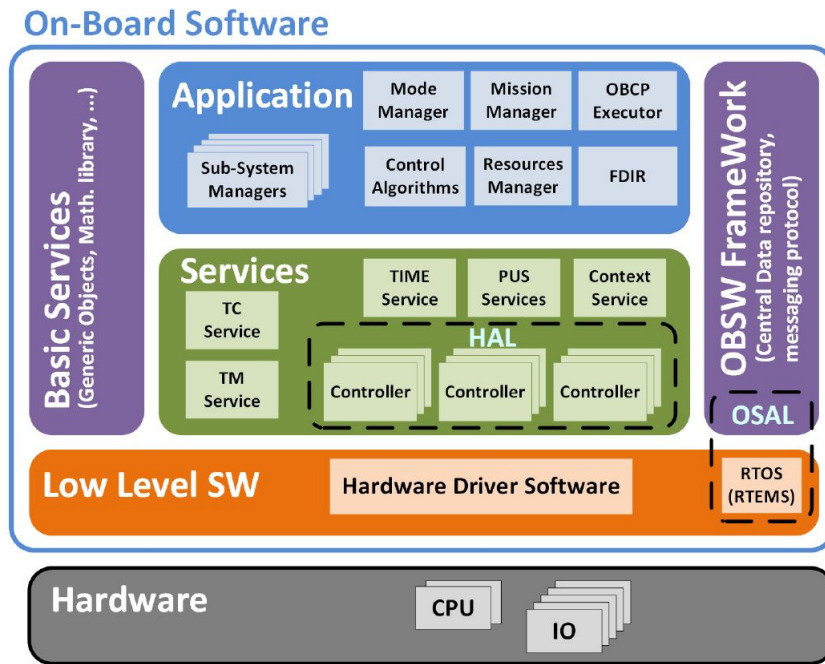 On-Board Software
Basic Services
(Generic Objects, Math. library, ...)
Application
Mode
Manager
Mission
Manager
OBCP
Executor
Sub-System
Managers
Control
Algorithms
Resources
Manager
FDIR
Services
TIME
Service
PUS
Services
Context
Service
TC
Service
TM
Service
HAL
Controller
Controller
Controller
OBSW FrameWork
(Central Data repository,
messaging protocol)
OSAL
Low Level SW
Hardware Driver Software
RTOS
(RTEMS)
Hardware
CPU
IO